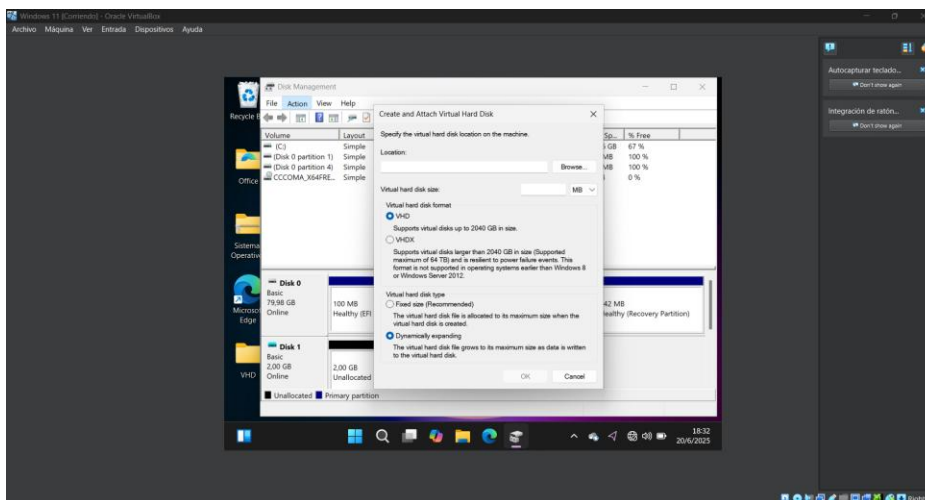 Windows 11 [Corriendo] - Oracle VirtualBox
Archivo Máquina Ver Entrada Dispositivos Ayuda
Autocapturar teclado...
Don't show again
Integración de ratón...
Don't show again
Recycle
Office
Sistema
Operativ
Microsof
Edge
VHD
Disk Management
File Action View Help
Volume Layout % Free
(C:) Simple GB 67 %
(Disk 0 partition 1) Simple MB 100 %
(Disk 0 partition 4) Simple MB 100 %
CCCOMA_X64FRE... Simple 0 %
Create and Attach Virtual Hard Disk
Specify the virtual hard disk location on the machine.
Location:
Browse...
Virtual hard disk size: MB
Virtual hard disk format
VHD
Supports virtual disks up to 2040 GB in size.
VHDX
Supports virtual disks larger than 2040 GB in size (Supported
maximum of 64 TB) and is resilient to power failure events. This
format is not supported in operating systems earlier than Windows 8
or Windows Server 2012.
Virtual hard disk type
Fixed size (Recommended)
The virtual hard disk file is allocated to its maximum size when the
virtual hard disk is created.
Dynamically expanding
The virtual hard disk file grows to its maximum size as data is written
to the virtual hard disk.
OK Cancel
Disk 0
Basic
79,98 GB
Online
100 MB
Healthy (EFI
42 MB
Healthy (Recovery Partition)
Disk 1
Basic
2,00 GB
Online
2,00 GB
Unallocated
Unallocated Primary partition
18:32
20/6/2025
Right